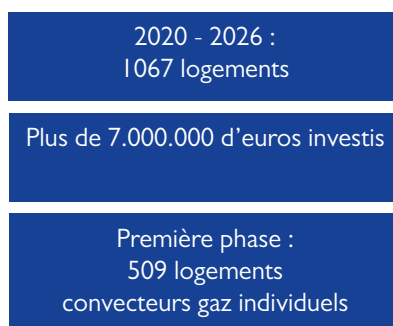 2020 - 2026 :
1067 logements
Plus de 7.000.000 d'euros investis
Première phase :
509 logements
convecteurs gaz individuels